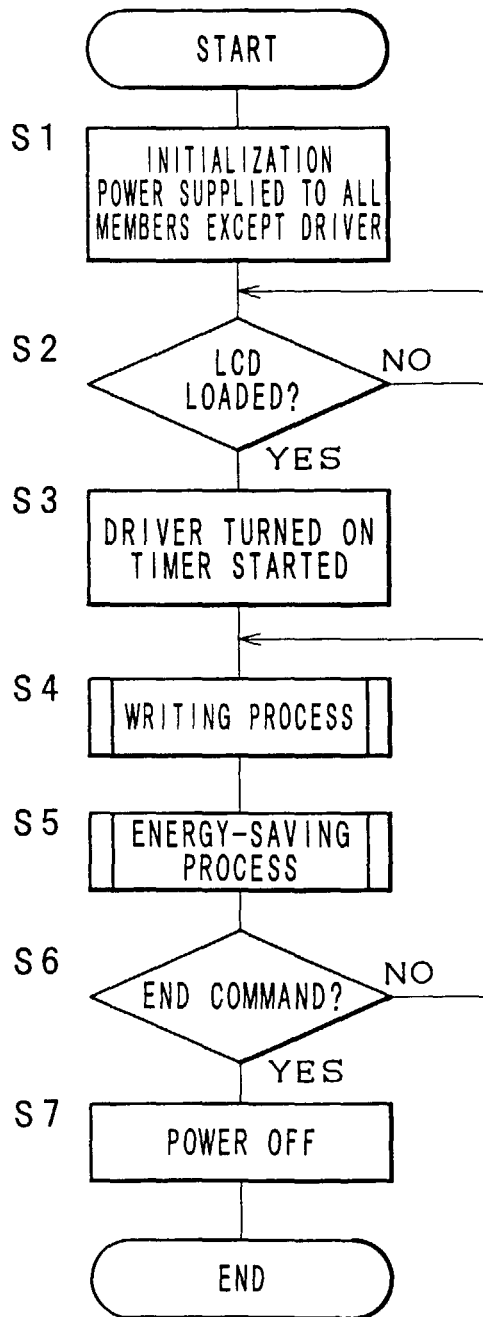 START
S1
INITIALIZATION
POWER SUPPLIED TO ALL
MEMBERS EXCEPT DRIVER
S2
LCD
LOADED?
NO
YES
S3
DRIVER TURNED ON
TIMER STARTED
S4
WRITING PROCESS
S5
ENERGY-SAVING
PROCESS
S6
END COMMAND?
NO
YES
S7
POWER OFF
END